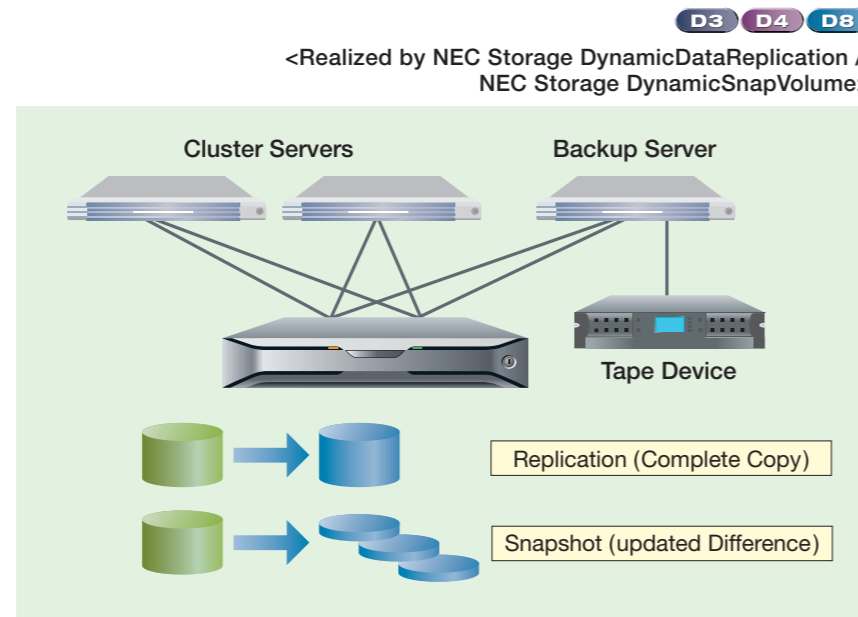 D3 D4 D8
<Realized by NEC Storage DynamicDataReplication /
NEC Storage DynamicSnapVolume>
Cluster Servers Backup Server
Tape Device
Replication (Complete Copy)
Snapshot (updated Difference)